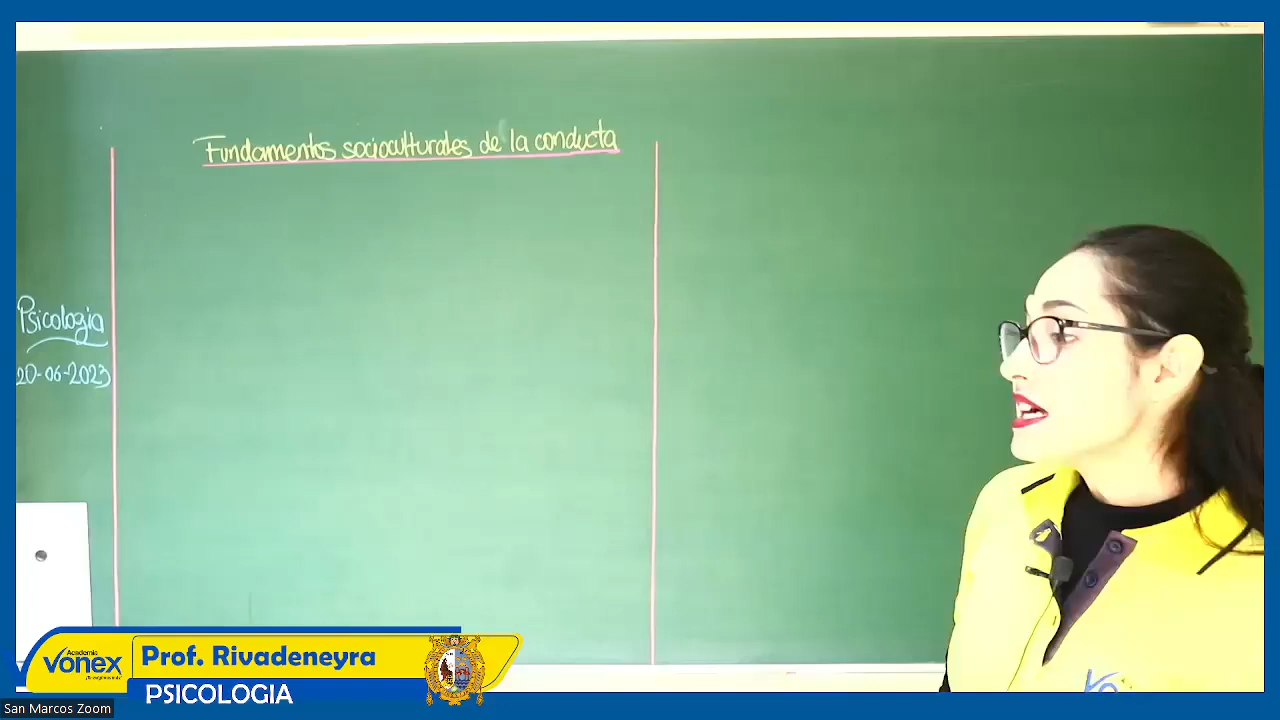 Fundamentos socioculturales de la conducta
Psicologia
20-06-2023
Academia
vonex
Prof. Rivadeneyra
PSICOLOGIA
San Marcos Zoom